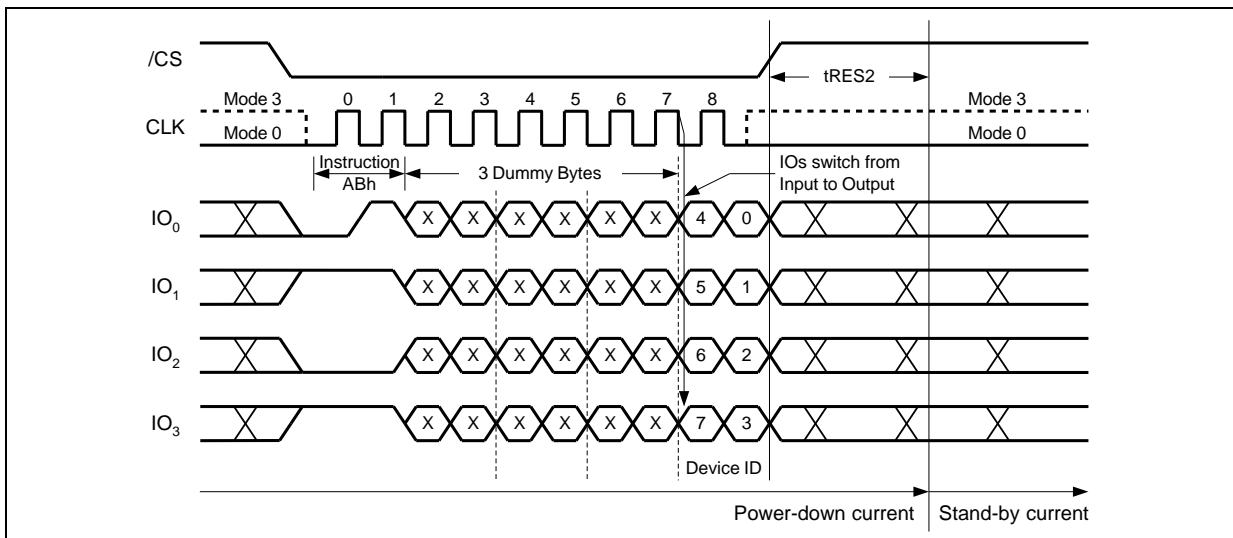 /CS
tRES2
0 1 2 3 4 5 6 7 8
Mode 3
Mode 3
CLK
Mode 0
Mode 0
Instruction
ABh
3 Dummy Bytes
IOs switch from
Input to Output
IO0 X X X X X X 4 0
IO1 X X X X X X 5 1
IO2 X X X X X X 6 2
IO3 X X X X X X 7 3
Device ID
Power-down current
Stand-by current